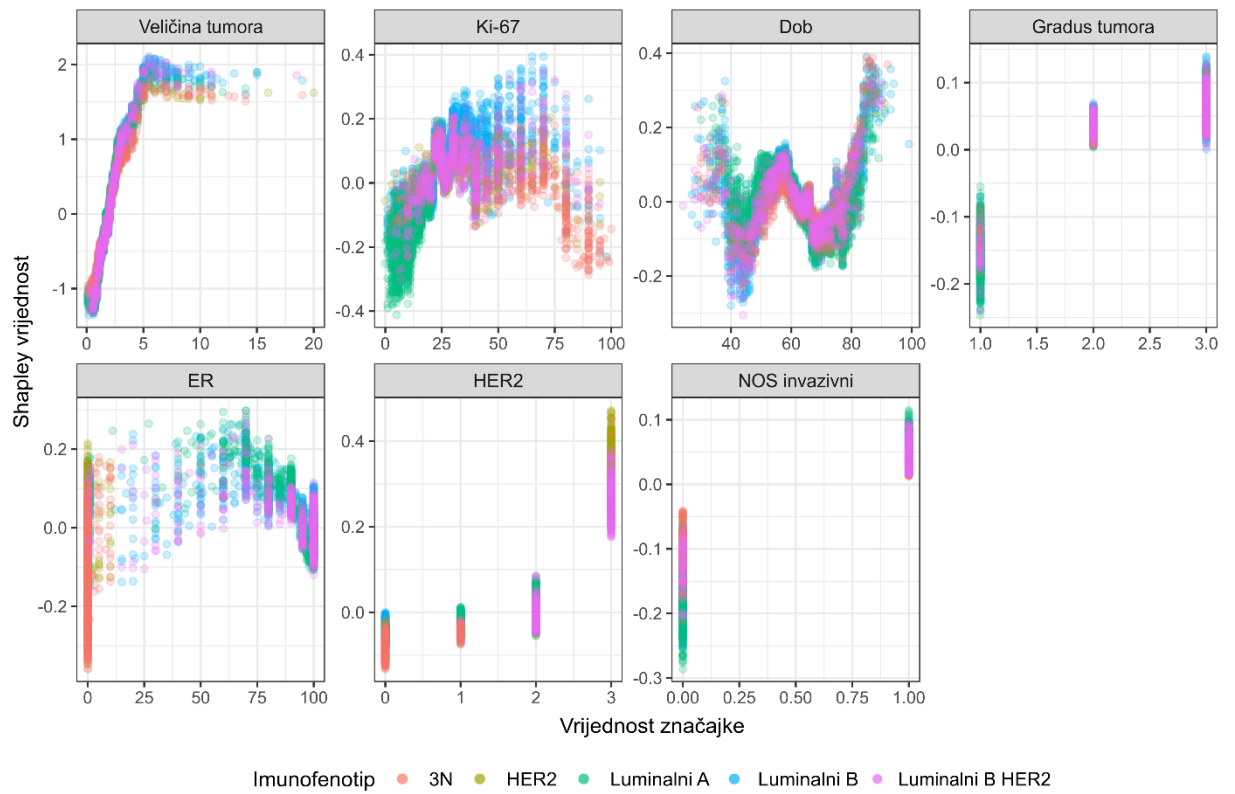 Veličina tumora
Ki-67
Dob
Gradus tumora
2
1
0
-1
0 5 10 15 20
0.4
0.2
0.0
-0.2
-0.4
0 25 50 75 100
0.4
0.2
0.0
-0.2
40 60 80 100
0.1
0.0
-0.1
-0.2
1.0 1.5 2.0 2.5 3.0
Shapley vrijednost
ER
HER2
NOS invazivni
0.2
0.0
-0.2
0 25 50 75 100
0.4
0.2
0.0
0 1 2 3
0.1
0.0
-0.1
-0.2
-0.3
0.00 0.25 0.50 0.75 1.00
Vrijednost značajke
Imunofenotip 3N HER2 Luminalni A Luminalni B Luminalni B HER2